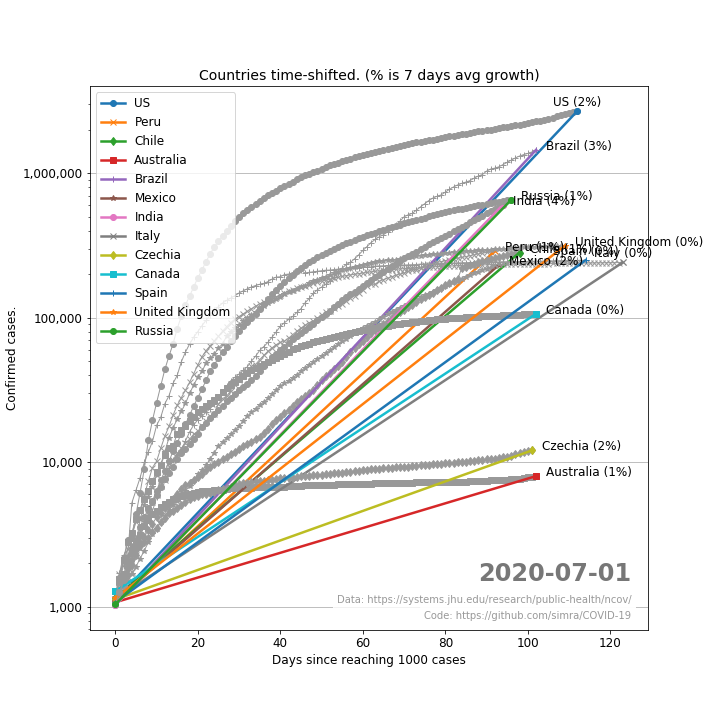 Countries time-shifted. (% is 7 days avg growth)
US
Peru
Chile
Australia
Brazil
Mexico
India
Italy
Czechia
Canada
Spain
United Kingdom
Russia
US (2%)
Brazil (3%)
Russia (1%)
India (4%)
United Kingdom (0%)
Peru (1%)
Chile (1%)
Spain (0%)
Italy (0%)
Mexico (2%)
Canada (0%)
Czechia (2%)
Australia (1%)
1,000,000
100,000
10,000
1,000
Confirmed cases.
0 20 40 60 80 100 120
Days since reaching 1000 cases
2020-07-01
Data: https://systems.jhu.edu/research/public-health/ncov/
Code: https://github.com/simra/COVID-19